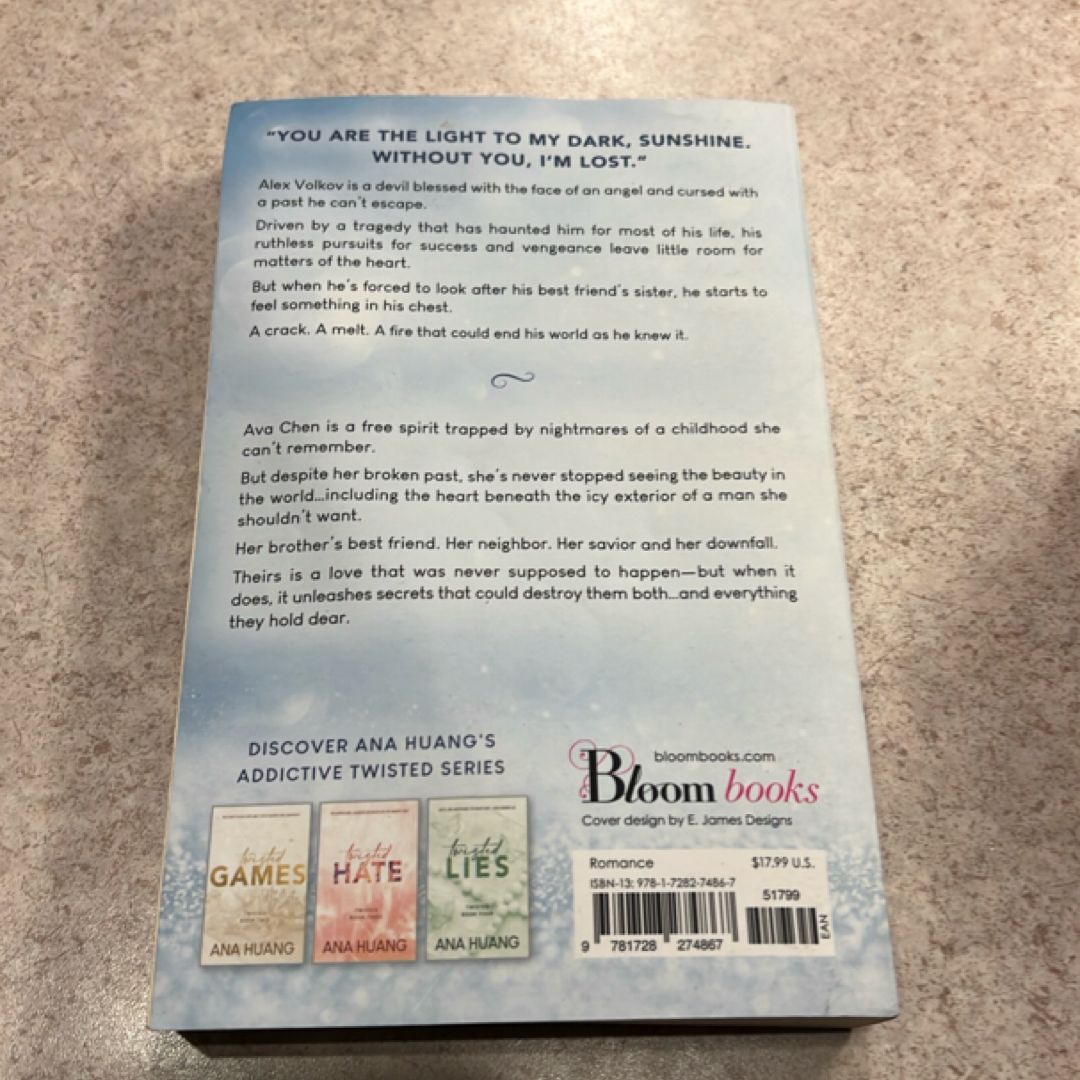 "YOU ARE THE LIGHT TO MY DARK, SUNSHINE.
WITHOUT YOU, I'M LOST."
Alex Volkov is a devil blessed with the face of an angel and cursed with
a past he can't escape.
Driven by a tragedy that has haunted him for most of his life, his
ruthless pursuits for success and vengeance leave little room for
matters of the heart.
But when he's forced to look after his best friend's sister, he starts to
feel something in his chest.
A crack. A melt. A fire that could end his world as he knew it.
Ava Chen is a free spirit trapped by nightmares of a childhood she
can't remember.
But despite her broken past, she's never stopped seeing the beauty in
the world...including the heart beneath the icy exterior of a man she
shouldn't want.
Her brother's best friend. Her neighbor. Her savior and her downfall.
Theirs is a love that was never supposed to happen—but when it
does, it unleashes secrets that could destroy them both...and everything
they hold dear.
DISCOVER ANA HUANG'S
ADDICTIVE TWISTED SERIES
twisted
GAMES
ANA HUANG
twisted
HATE
ANA HUANG
twisted
LIES
ANA HUANG
bloombooks.com
Bloom books
Cover design by E. James Designs
Romance $17.99 U.S.
ISBN-13: 978-1-7282-7486-7
51799
9 781728 274867
EAN